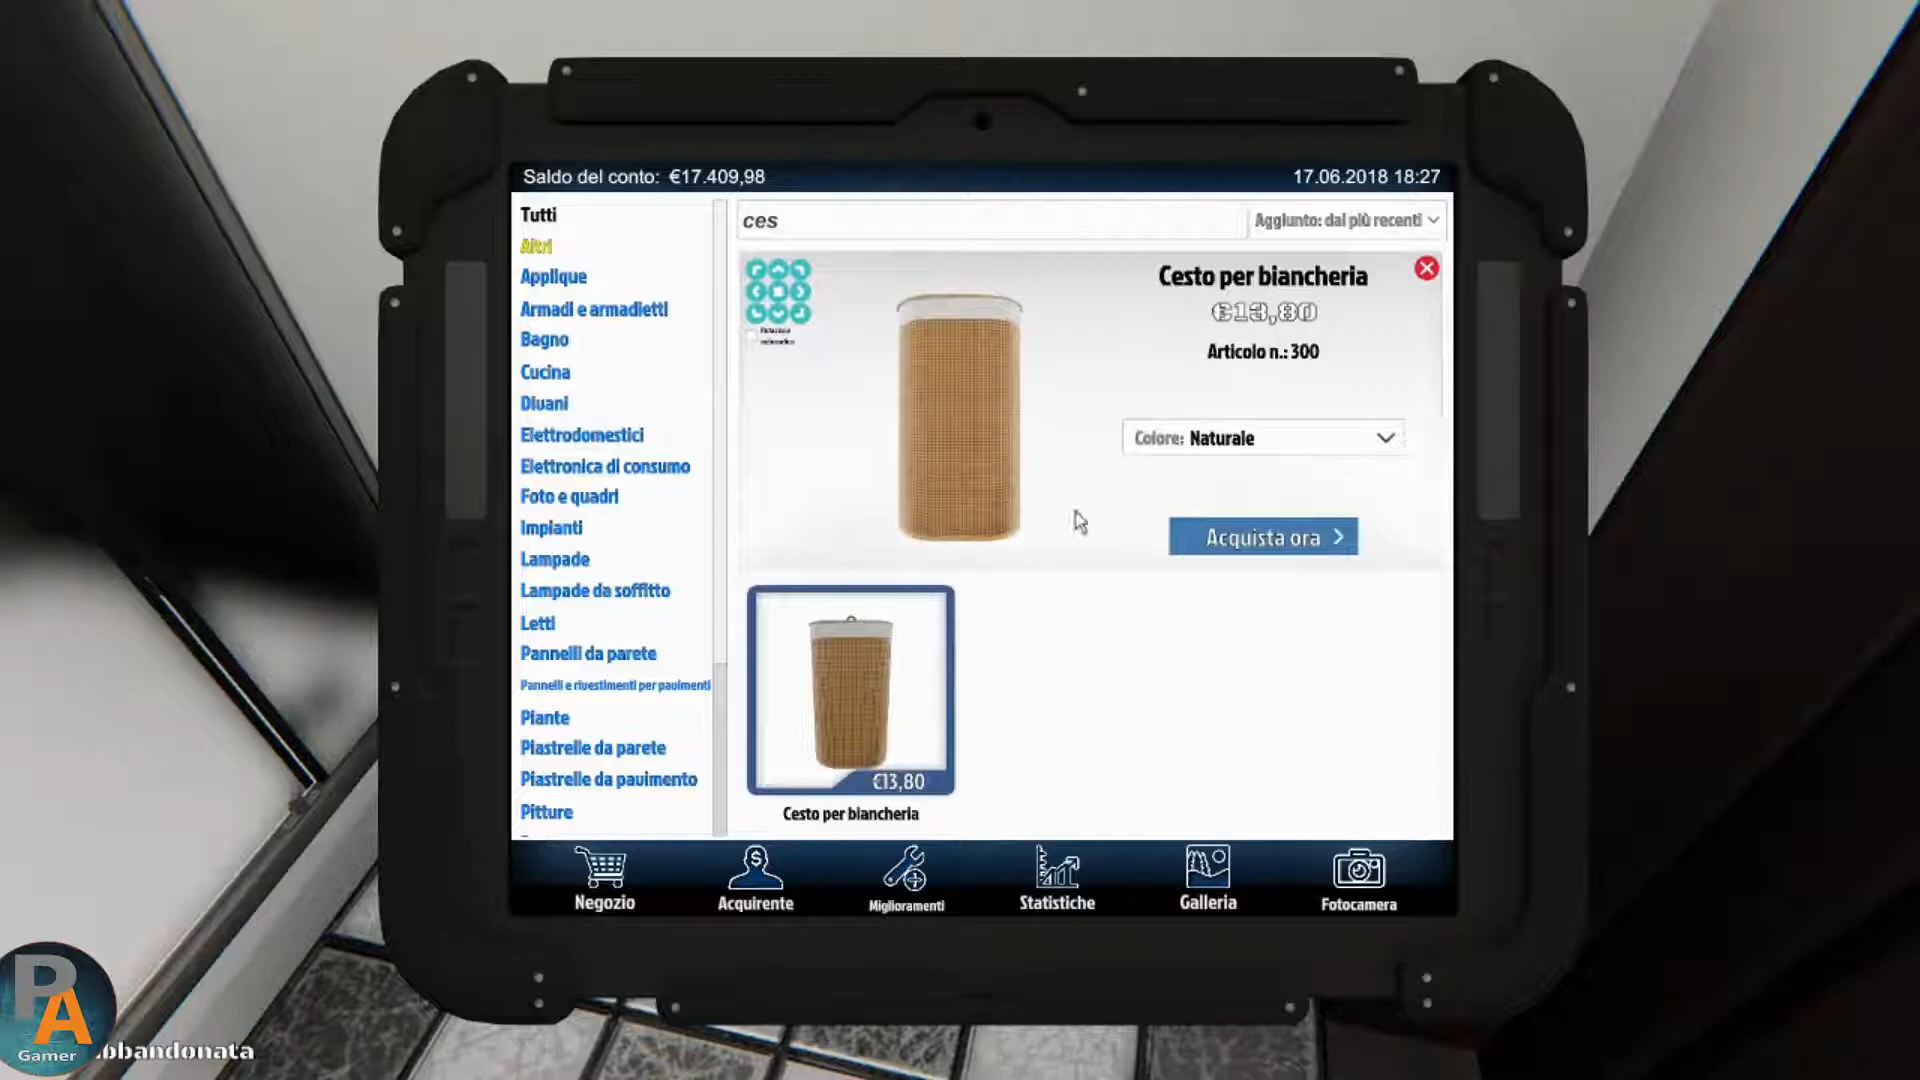 Saldo del conto: €17.409,98
17.06.2018 18:27
Tutti
Altri
Applique
Armadi e armadietti
Bagno
Cucina
Divani
Elettrodomestici
Elettronica di consumo
Foto e quadri
Impianti
Lampade
Lampade da soffitto
Letti
Pannelli da parete
Pannelli e rivestimenti per pavimenti
Piante
Piastrelle da parete
Piastrelle da pavimento
Pitture
ces
Aggiunto: dai più recenti
Cesto per biancheria
€13,80
Articolo n.: 300
Colore: Naturale
Acquista ora
€13,80
Cesto per biancheria
Negozio
Acquirente
Miglioramenti
Statistiche
Galleria
Fotocamera
PA
Gamer
bbandonata